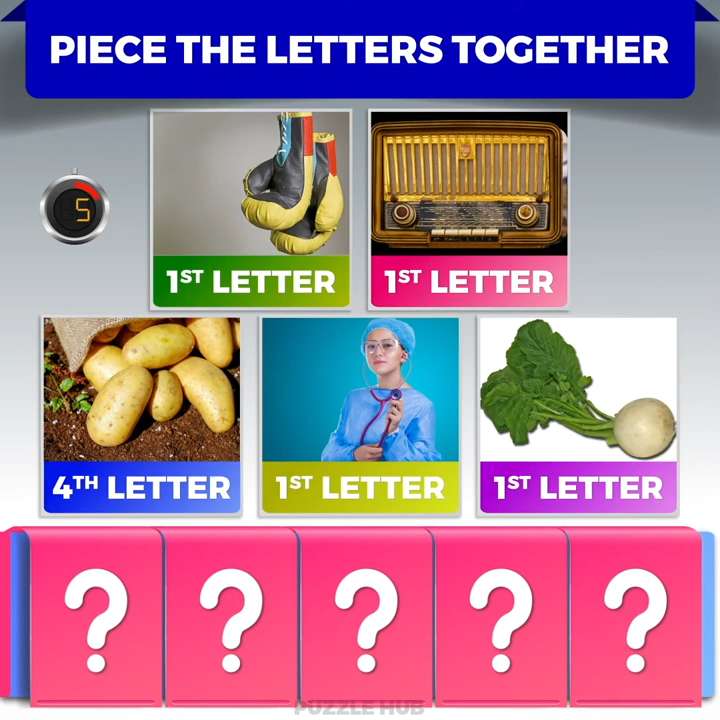 PIECE THE LETTERS TOGETHER
5
1ST LETTER
1ST LETTER
4TH LETTER
1ST LETTER
1ST LETTER
? ? ? ? ?
PUZZLE HUB